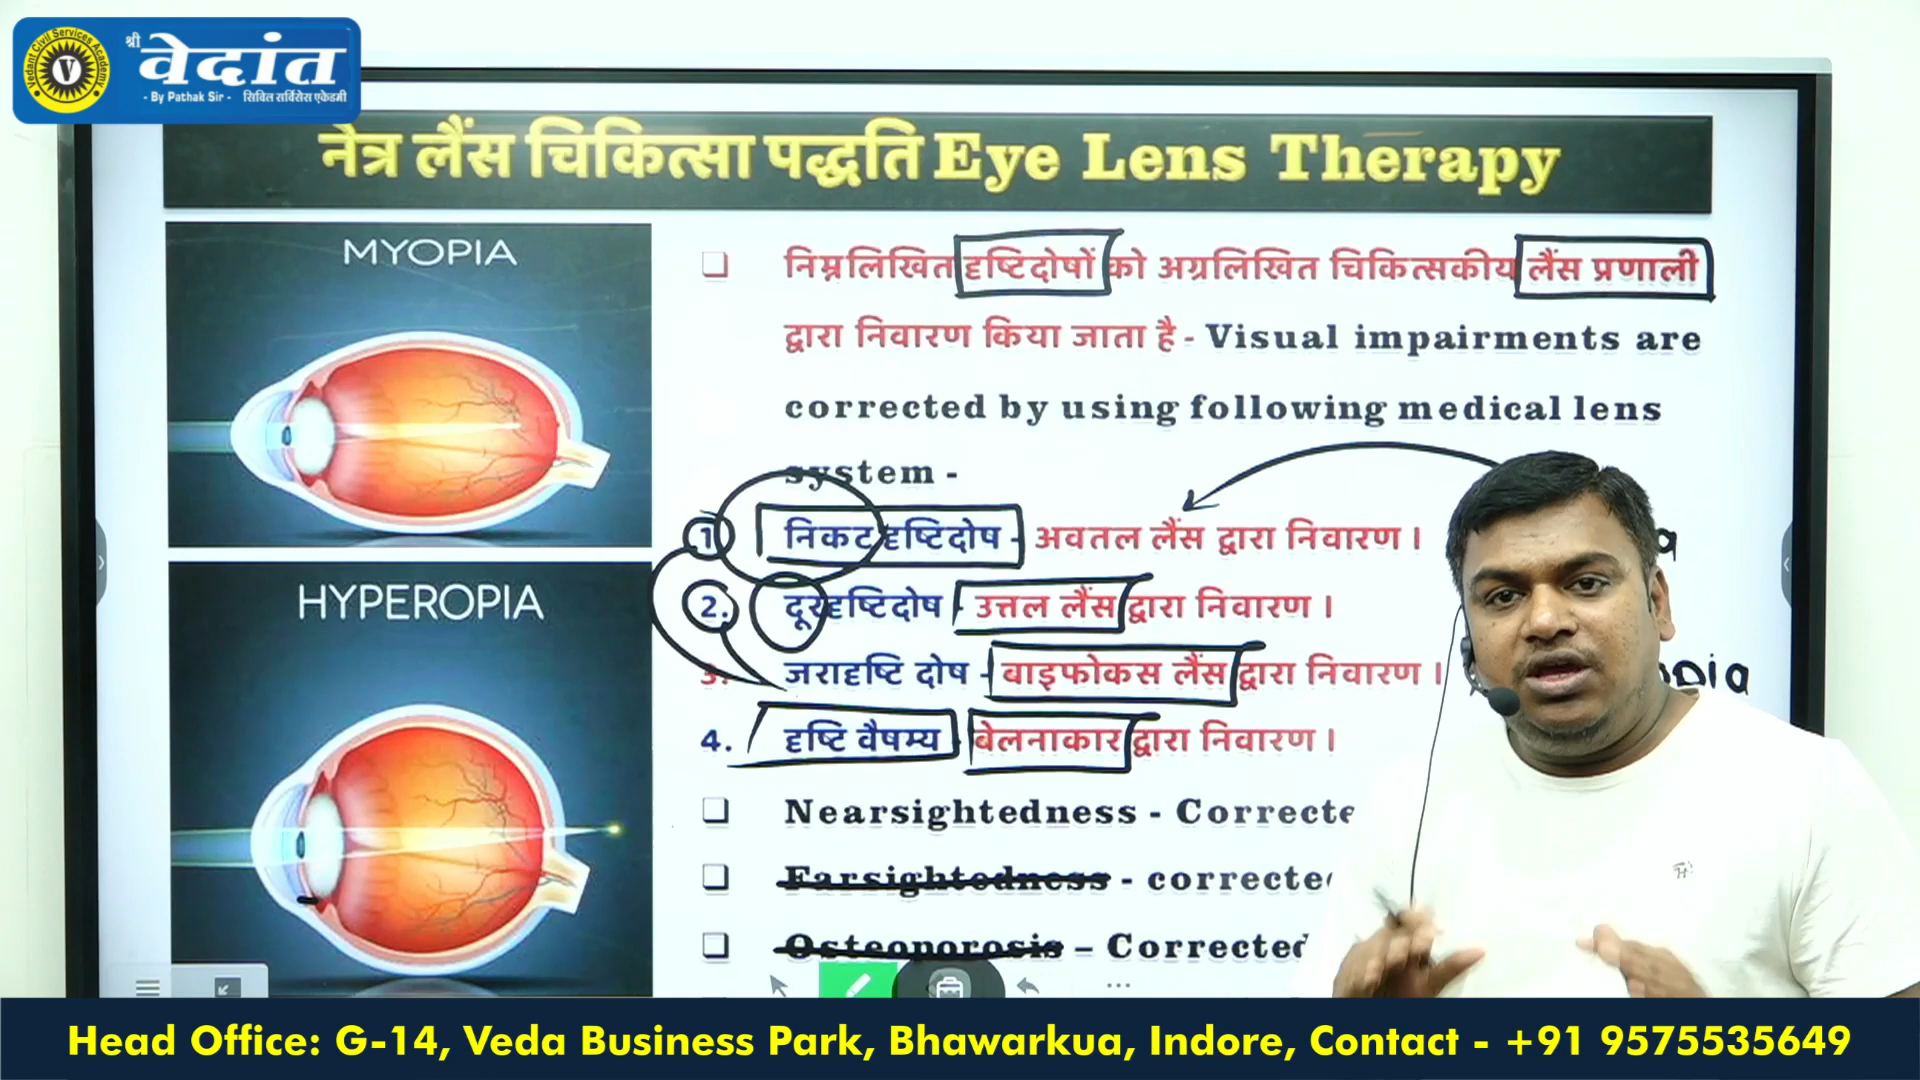 श्री वेदांत
Vedant Civil Services Academy
V
- By Pathak Sir - सिविल सर्विसेस एकेडमी
नेत्र लैंस चिकित्सा पद्धति Eye Lens Therapy
MYOPIA
❑ निम्नलिखित दृष्टिदोषों को अग्रलिखित चिकित्सकीय लैंस प्रणाली
द्वारा निवारण किया जाता है - Visual impairments are
corrected by using following medical lens
system -
1 निकट दृष्टिदोष - अवतल लैंस द्वारा निवारण ।
HYPEROPIA
2. दूरदृष्टिदोष - उत्तल लैंस द्वारा निवारण ।
3. जरादृष्टि दोष - बाइफोकस लैंस द्वारा निवारण ।
pia
4. दृष्टि वैषम्य - बेलनाकार द्वारा निवारण ।
❑ Nearsightedness - Correcte
❑ Farsightedness - corrected
❑ Osteoporosis – Corrected
Head Office: G-14, Veda Business Park, Bhawarkua, Indore, Contact - +91 9575535649